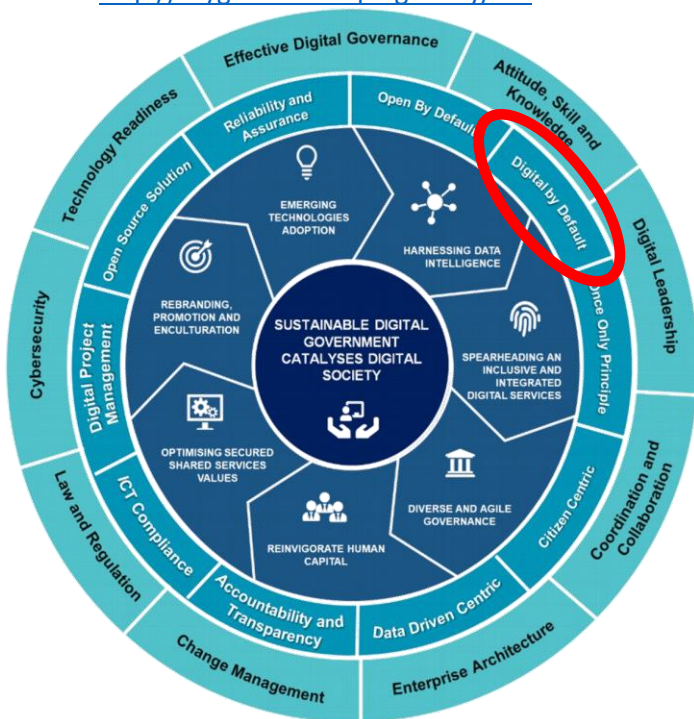 Effective Digital Governance
Attitude, Skill and
Knowledge
Digital Leadership
Coordination and
Collaboration
Enterprise Architecture
Change Management
Law and Regulation
Cybersecurity
Technology Readiness
Reliability and
Assurance
Open By Default
Digital by Default
Once Only Principle
Citizen Centric
Data Driven Centric
Accountability and
Transparency
ICT Compliance
Digital Project
Management
Open Source Solution
EMERGING
TECHNOLOGIES
ADOPTION
HARNESSING DATA
INTELLIGENCE
SPEARHEADING AN
INCLUSIVE AND
INTEGRATED
DIGITAL SERVICES
DIVERSE AND AGILE
GOVERNANCE
REINVIGORATE HUMAN
CAPITAL
OPTIMISING SECURED
SHARED SERVICES
VALUES
REBRANDING,
PROMOTION AND
ENCULTURATION
SUSTAINABLE DIGITAL
GOVERNMENT
CATALYSES DIGITAL
SOCIETY